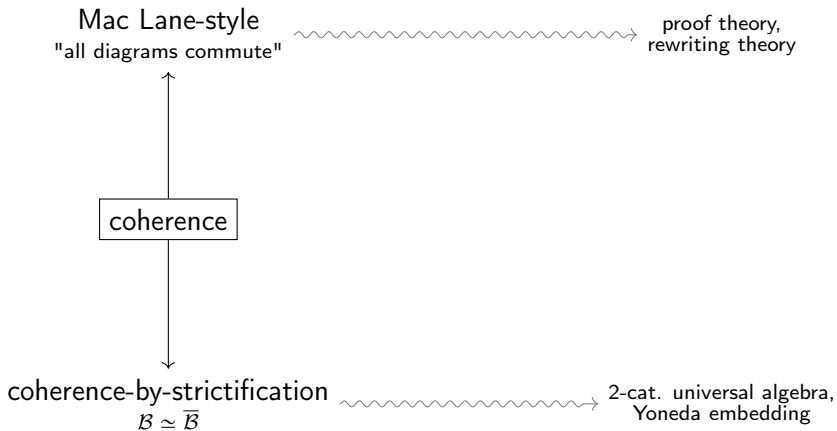 Mac Lane-style
"all diagrams commute"
proof theory,
rewriting theory
coherence
coherence-by-strictification
ℬ ≃ ℬ̅
2-cat. universal algebra,
Yoneda embedding